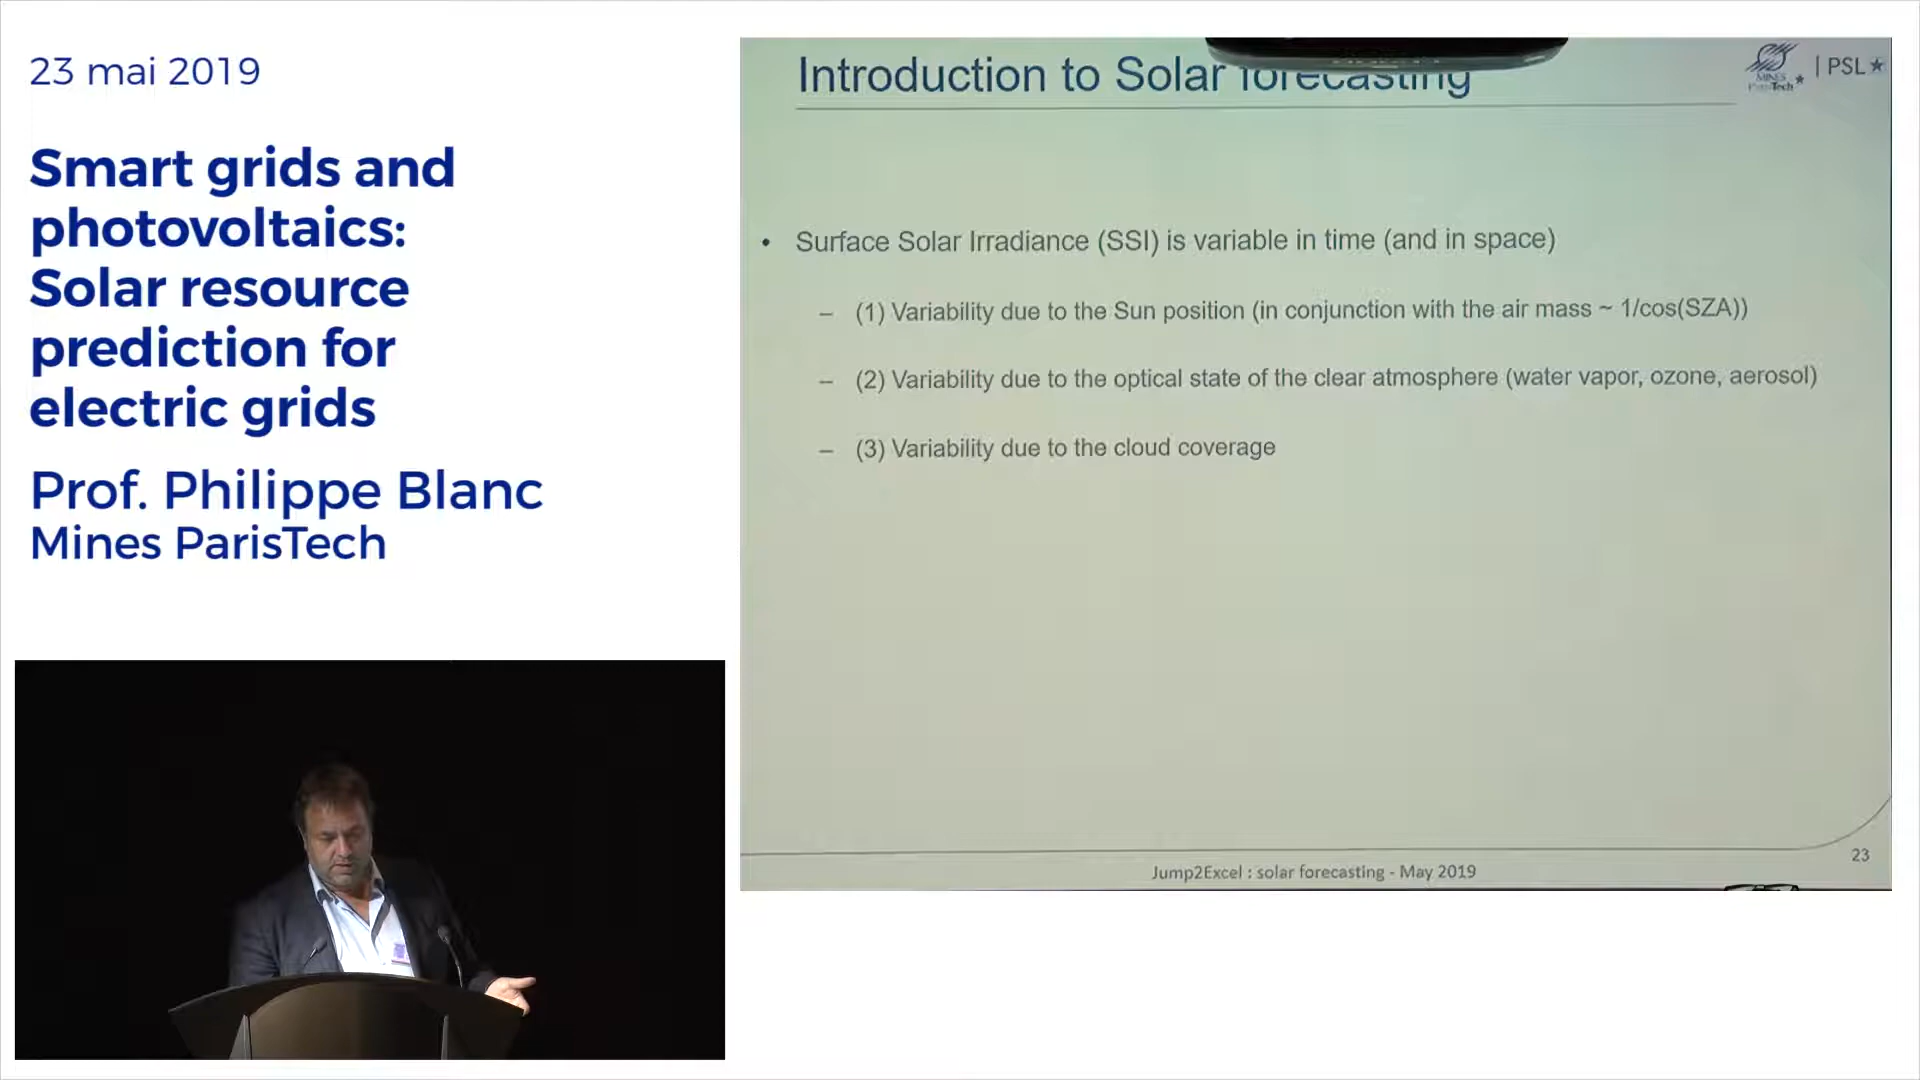 23 mai 2019
Smart grids and
photovoltaics:
Solar resource
prediction for
electric grids
Prof. Philippe Blanc
Mines ParisTech
Introduction to Solar forecasting
MINES
ParisTech
| PSL★
• Surface Solar Irradiance (SSI) is variable in time (and in space)
– (1) Variability due to the Sun position (in conjunction with the air mass ~ 1/cos(SZA))
– (2) Variability due to the optical state of the clear atmosphere (water vapor, ozone, aerosol)
– (3) Variability due to the cloud coverage
23
Jump2Excel : solar forecasting - May 2019